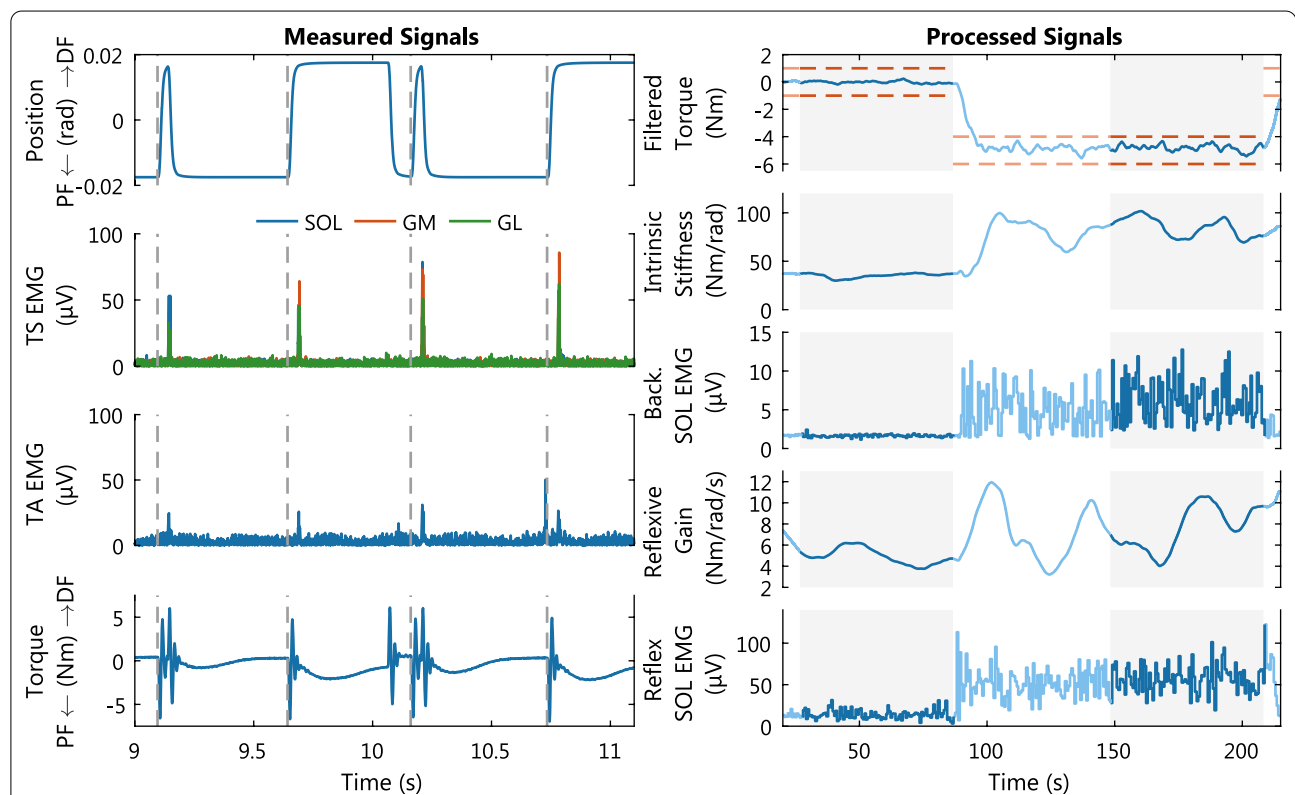 Measured Signals
PF ← (rad) → DF
Position
0.02
0
-0.02
SOL GM GL
TS EMG
(µV)
100
50
0
TA EMG
(µV)
100
50
0
PF ← (Nm) → DF
Torque
5
0
-5
9 9.5 10 10.5 11
Time (s)
Processed Signals
Filtered
Torque
(Nm)
2
0
-2
-4
-6
Intrinsic
Stiffness
(Nm/rad)
100
50
0
Back.
SOL EMG
(µV)
15
10
5
0
Reflexive
Gain
(Nm/rad/s)
12
10
8
6
4
2
Reflex
SOL EMG
(µV)
100
50
0
50 100 150 200
Time (s)